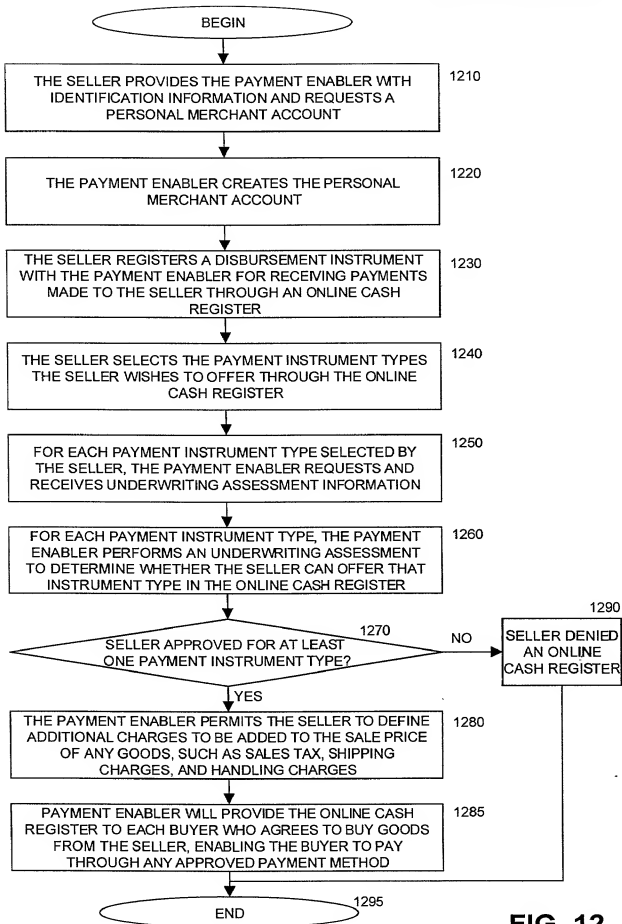 BEGIN
1210
THE SELLER PROVIDES THE PAYMENT ENABLER WITH
IDENTIFICATION INFORMATION AND REQUESTS A
PERSONAL MERCHANT ACCOUNT
1220
THE PAYMENT ENABLER CREATES THE PERSONAL
MERCHANT ACCOUNT
1230
THE SELLER REGISTERS A DISBURSEMENT INSTRUMENT
WITH THE PAYMENT ENABLER FOR RECEIVING PAYMENTS
MADE TO THE SELLER THROUGH AN ONLINE CASH
REGISTER
1240
THE SELLER SELECTS THE PAYMENT INSTRUMENT TYPES
THE SELLER WISHES TO OFFER THROUGH THE ONLINE
CASH REGISTER
1250
FOR EACH PAYMENT INSTRUMENT TYPE SELECTED BY
THE SELLER, THE PAYMENT ENABLER REQUESTS AND
RECEIVES UNDERWRITING ASSESSMENT INFORMATION
1260
FOR EACH PAYMENT INSTRUMENT TYPE, THE PAYMENT
ENABLER PERFORMS AN UNDERWRITING ASSESSMENT
TO DETERMINE WHETHER THE SELLER CAN OFFER THAT
INSTRUMENT TYPE IN THE ONLINE CASH REGISTER
1270
SELLER APPROVED FOR AT LEAST
ONE PAYMENT INSTRUMENT TYPE?
NO
1290
SELLER DENIED
AN ONLINE
CASH REGISTER
YES
1280
THE PAYMENT ENABLER PERMITS THE SELLER TO DEFINE
ADDITIONAL CHARGES TO BE ADDED TO THE SALE PRICE
OF ANY GOODS, SUCH AS SALES TAX, SHIPPING
CHARGES, AND HANDLING CHARGES
1285
PAYMENT ENABLER WILL PROVIDE THE ONLINE CASH
REGISTER TO EACH BUYER WHO AGREES TO BUY GOODS
FROM THE SELLER, ENABLING THE BUYER TO PAY
THROUGH ANY APPROVED PAYMENT METHOD
1295
END
FIG. 12